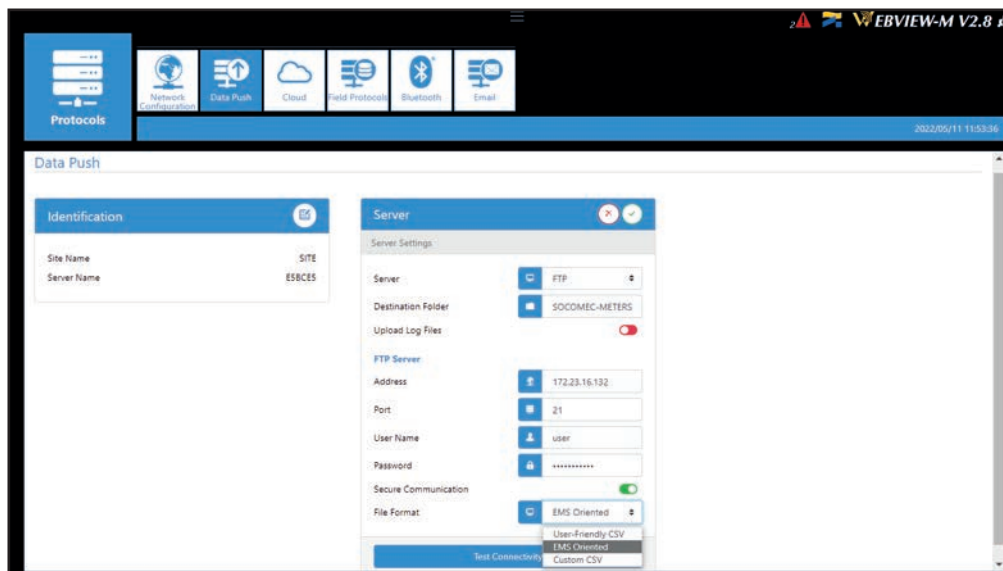 2 WEBVIEW-M V2.8
Protocols
Network Configuration
Data Push
Cloud
Field Protocols
Bluetooth
Email
2022/05/11 11:53:36
Data Push
Identification
Site Name SITE
Server Name ESBCES
Server
Server Settings
Server FTP
Destination Folder SOCOMEC-METERS
Upload Log Files
FTP Server
Address 172.23.16.132
Port 21
User Name user
Password •••••••••••
Secure Communication
File Format EMS Oriented
User-Friendly CSV
EMS Oriented
Custom CSV
Test Connectivity